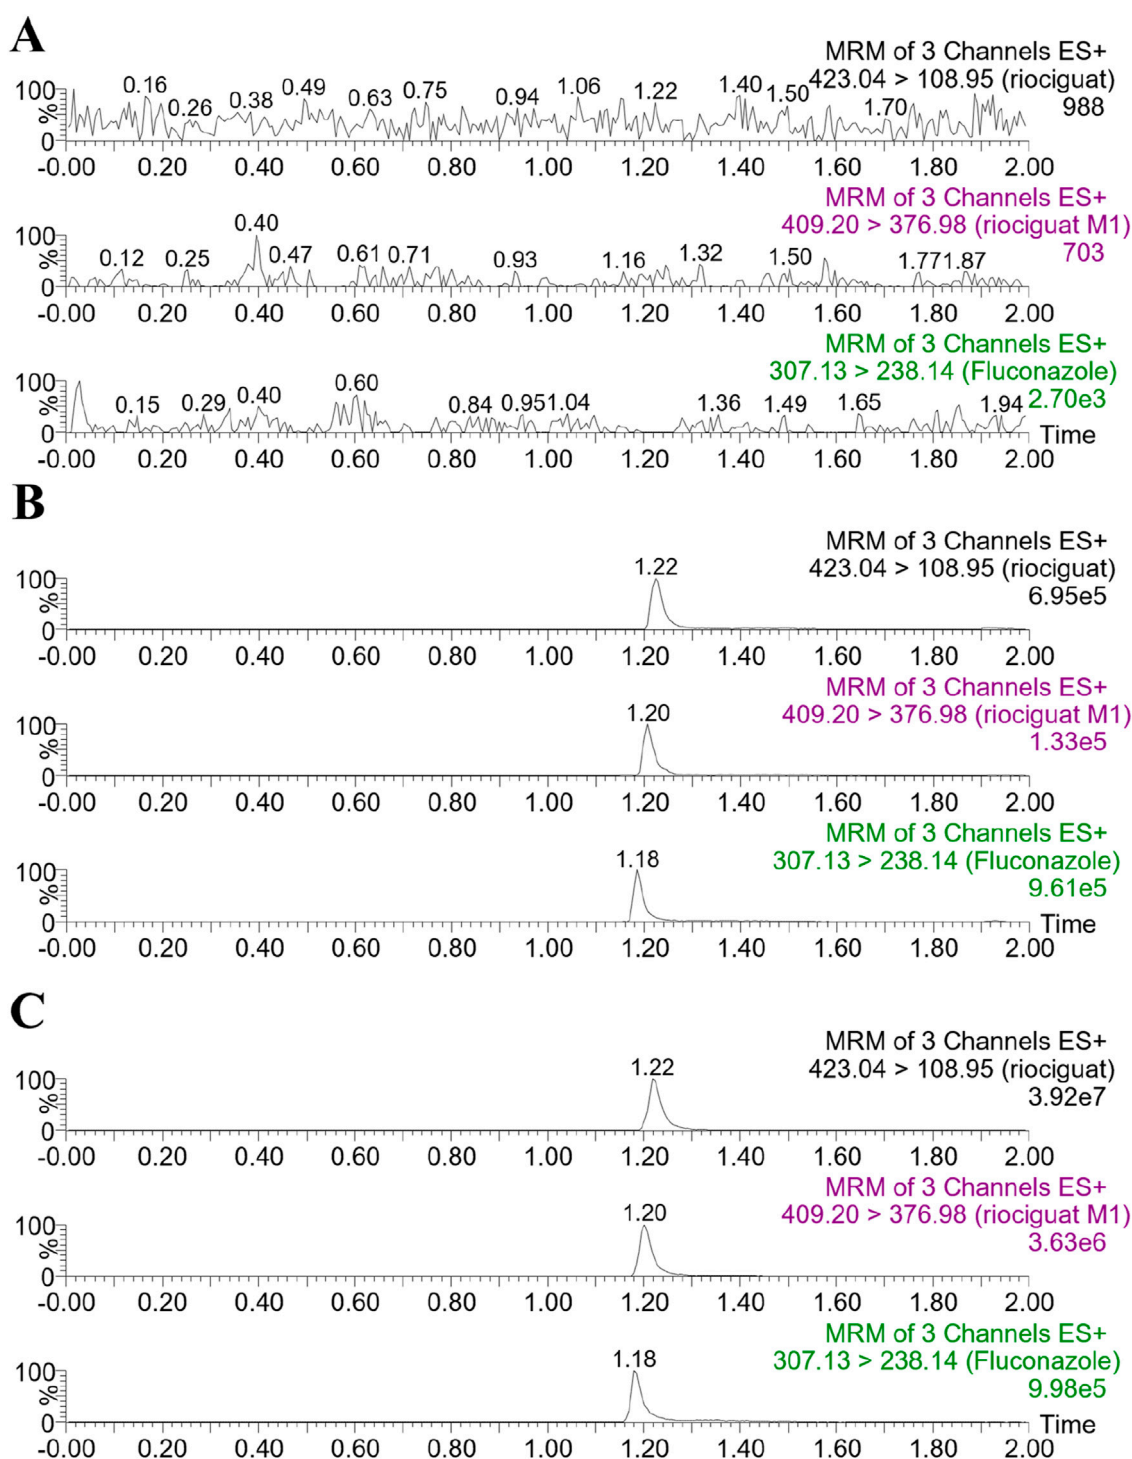 A
MRM of 3 Channels ES+
423.04 > 108.95 (riociguat)
988
100
%
0
0.16 0.26 0.38 0.49 0.63 0.75 0.94 1.06 1.22 1.40 1.50 1.70
-0.00 0.20 0.40 0.60 0.80 1.00 1.20 1.40 1.60 1.80 2.00
MRM of 3 Channels ES+
409.20 > 376.98 (riociguat M1)
703
100
%
0
0.12 0.25 0.40 0.47 0.61 0.71 0.93 1.16 1.32 1.50 1.77 1.87
-0.00 0.20 0.40 0.60 0.80 1.00 1.20 1.40 1.60 1.80 2.00
MRM of 3 Channels ES+
307.13 > 238.14 (Fluconazole)
2.70e3
100
%
0
0.15 0.29 0.40 0.60 0.84 0.95 1.04 1.36 1.49 1.65 1.94
Time
-0.00 0.20 0.40 0.60 0.80 1.00 1.20 1.40 1.60 1.80 2.00
B
MRM of 3 Channels ES+
423.04 > 108.95 (riociguat)
6.95e5
1.22
100
%
0
-0.00 0.20 0.40 0.60 0.80 1.00 1.20 1.40 1.60 1.80 2.00
MRM of 3 Channels ES+
409.20 > 376.98 (riociguat M1)
1.33e5
1.20
100
%
0
-0.00 0.20 0.40 0.60 0.80 1.00 1.20 1.40 1.60 1.80 2.00
MRM of 3 Channels ES+
307.13 > 238.14 (Fluconazole)
9.61e5
1.18
100
%
0
Time
-0.00 0.20 0.40 0.60 0.80 1.00 1.20 1.40 1.60 1.80 2.00
C
MRM of 3 Channels ES+
423.04 > 108.95 (riociguat)
3.92e7
1.22
100
%
0
-0.00 0.20 0.40 0.60 0.80 1.00 1.20 1.40 1.60 1.80 2.00
MRM of 3 Channels ES+
409.20 > 376.98 (riociguat M1)
3.63e6
1.20
100
%
0
-0.00 0.20 0.40 0.60 0.80 1.00 1.20 1.40 1.60 1.80 2.00
MRM of 3 Channels ES+
307.13 > 238.14 (Fluconazole)
9.98e5
1.18
100
%
0
Time
-0.00 0.20 0.40 0.60 0.80 1.00 1.20 1.40 1.60 1.80 2.00